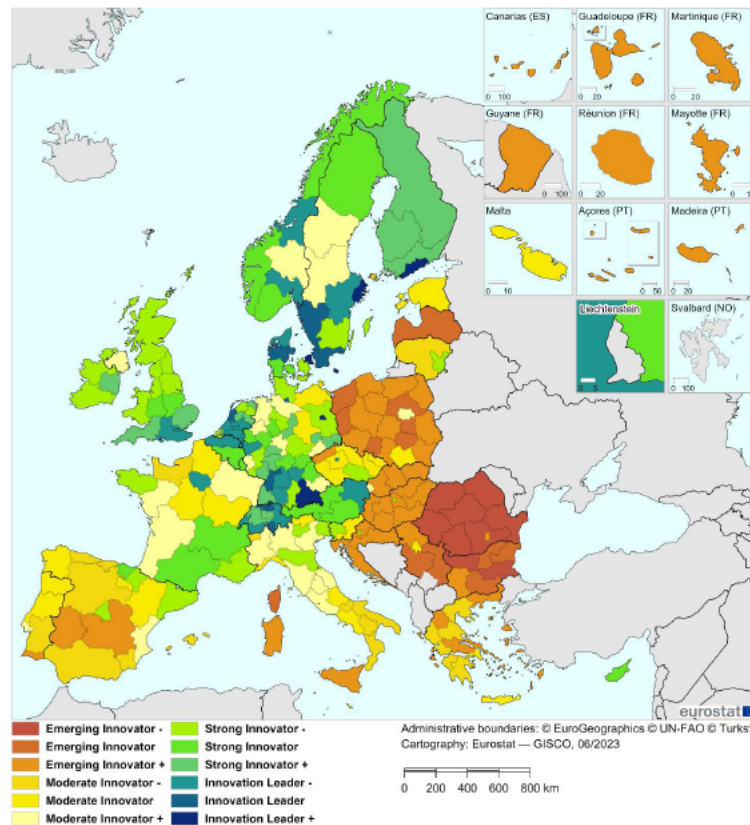 Canarias (ES)
Guadeloupe (FR)
Martinique (FR)
0 100
0 20
0 20
Guyane (FR)
Réunion (FR)
Mayotte (FR)
0 100
0 20
0
Malta
Açores (PT)
Madeira (PT)
0 10
0 50
0 20
Liechtenstein
Svalbard (NO)
0 5
0 100
eurostat
Emerging Innovator -
Emerging Innovator
Emerging Innovator +
Moderate Innovator -
Moderate Innovator
Moderate Innovator +
Strong Innovator -
Strong Innovator
Strong Innovator +
Innovation Leader -
Innovation Leader
Innovation Leader +
Administrative boundaries: © EuroGeographics © UN-FAO © Turkst
Cartography: Eurostat — GISCO, 06/2023
0 200 400 600 800 km